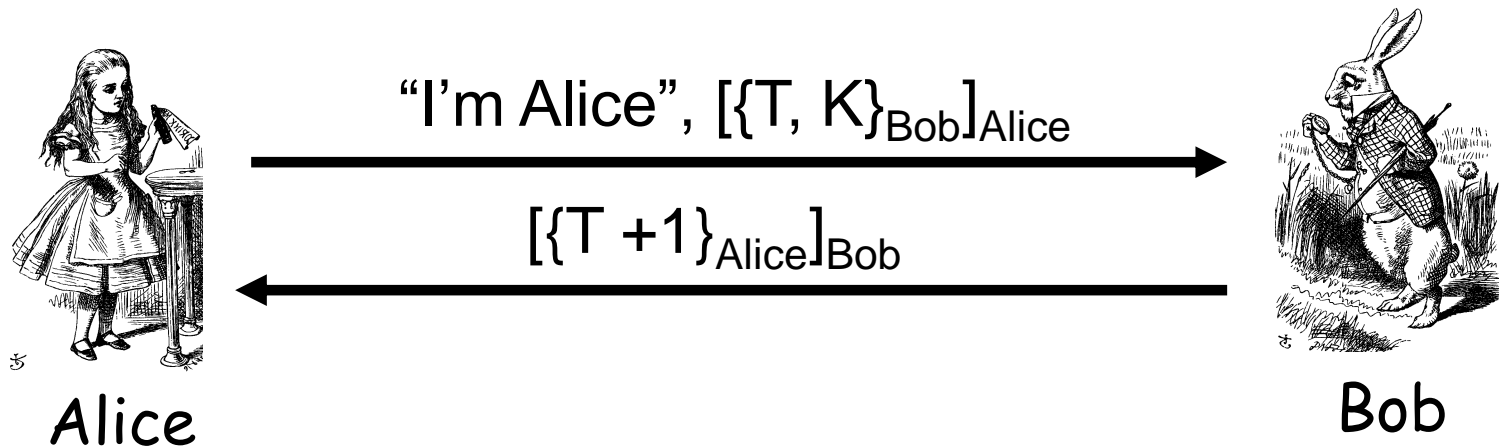 “I’m Alice”, [{T, K}Bob]Alice
[{T +1}Alice]Bob
Alice
Bob